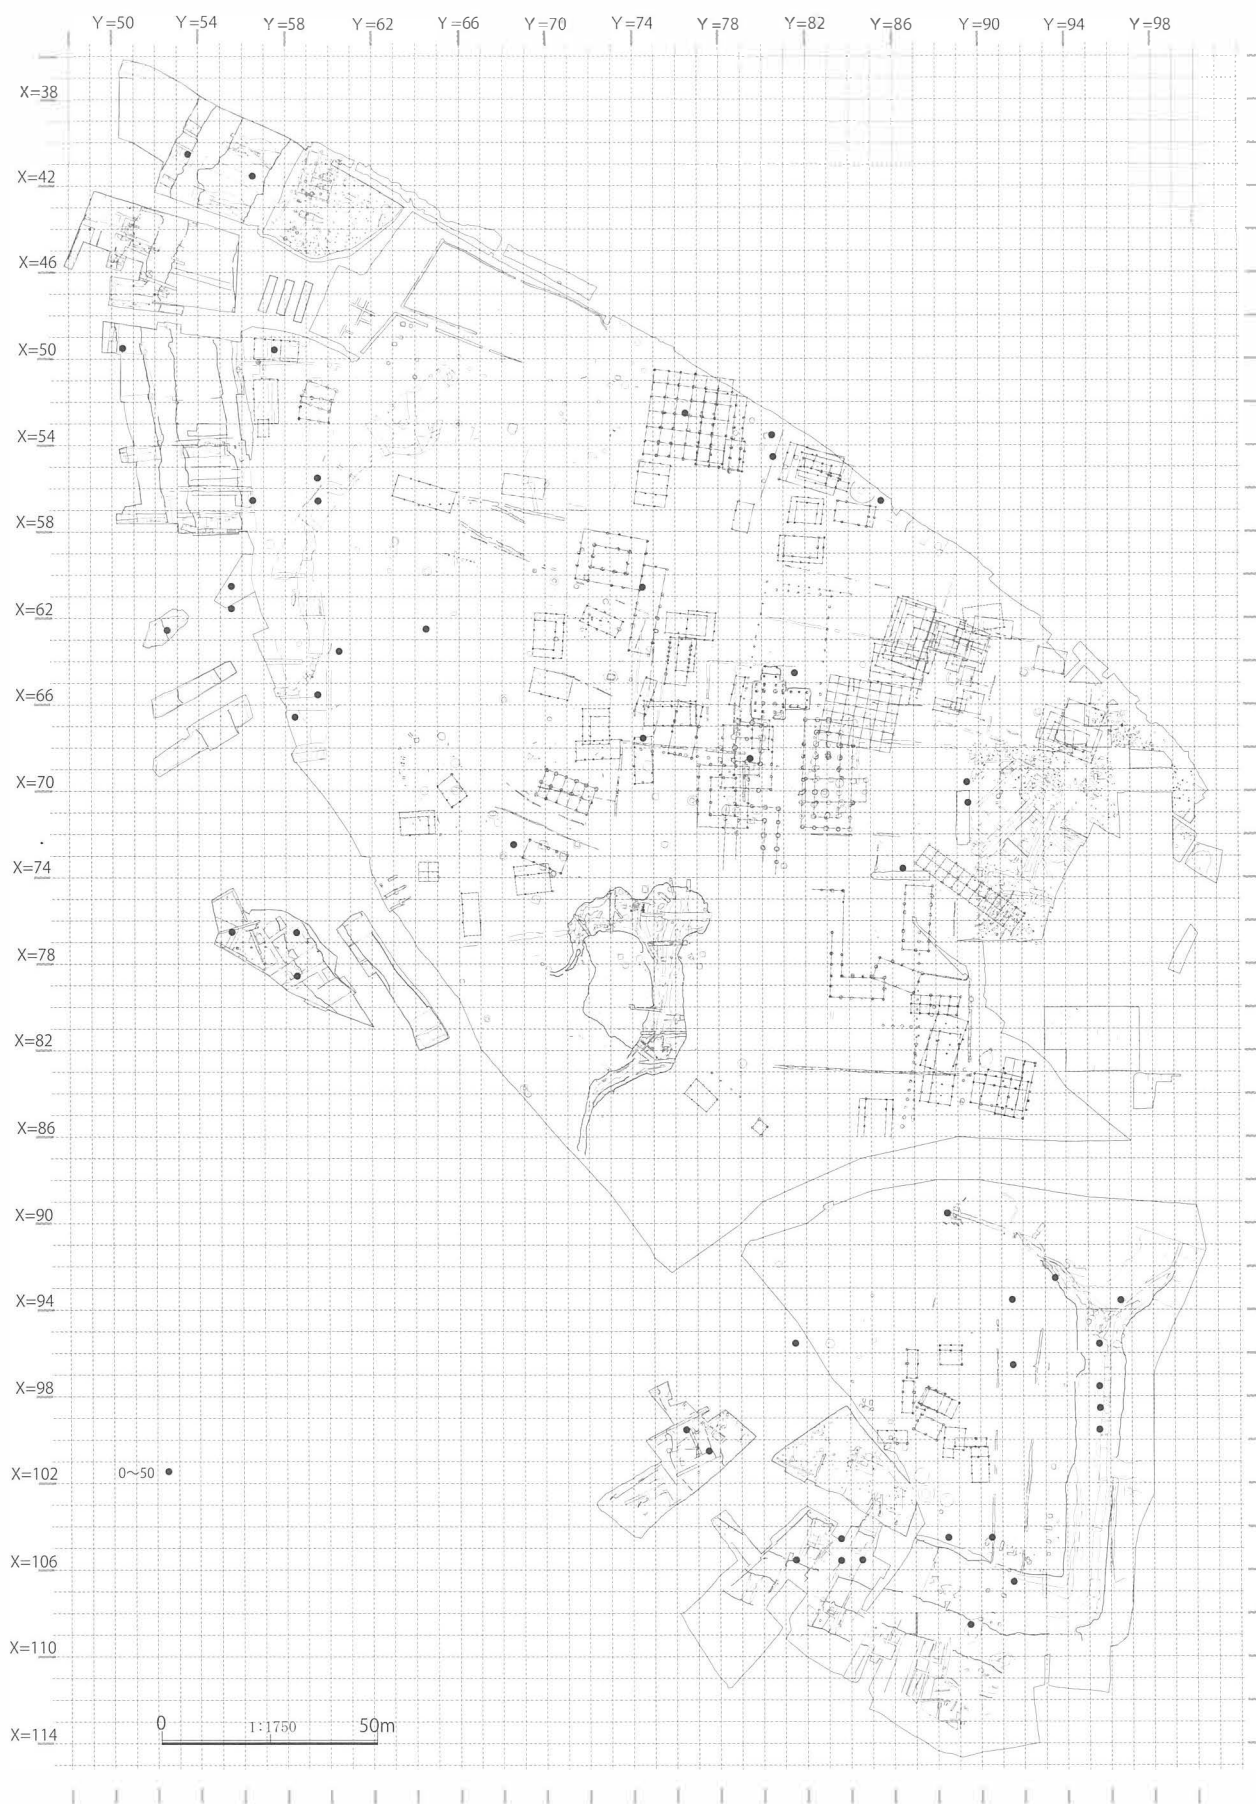 Y=50 Y=54 Y=58 Y=62 Y=66 Y=70 Y=74 Y=78 Y=82 Y=86 Y=90 Y=94 Y=98
X=38
X=42
X=46
X=50
X=54
X=58
X=62
X=66
X=70
X=74
X=78
X=82
X=86
X=90
X=94
X=98
X=102
0～50
X=106
X=110
X=114
0 1:1750 50m